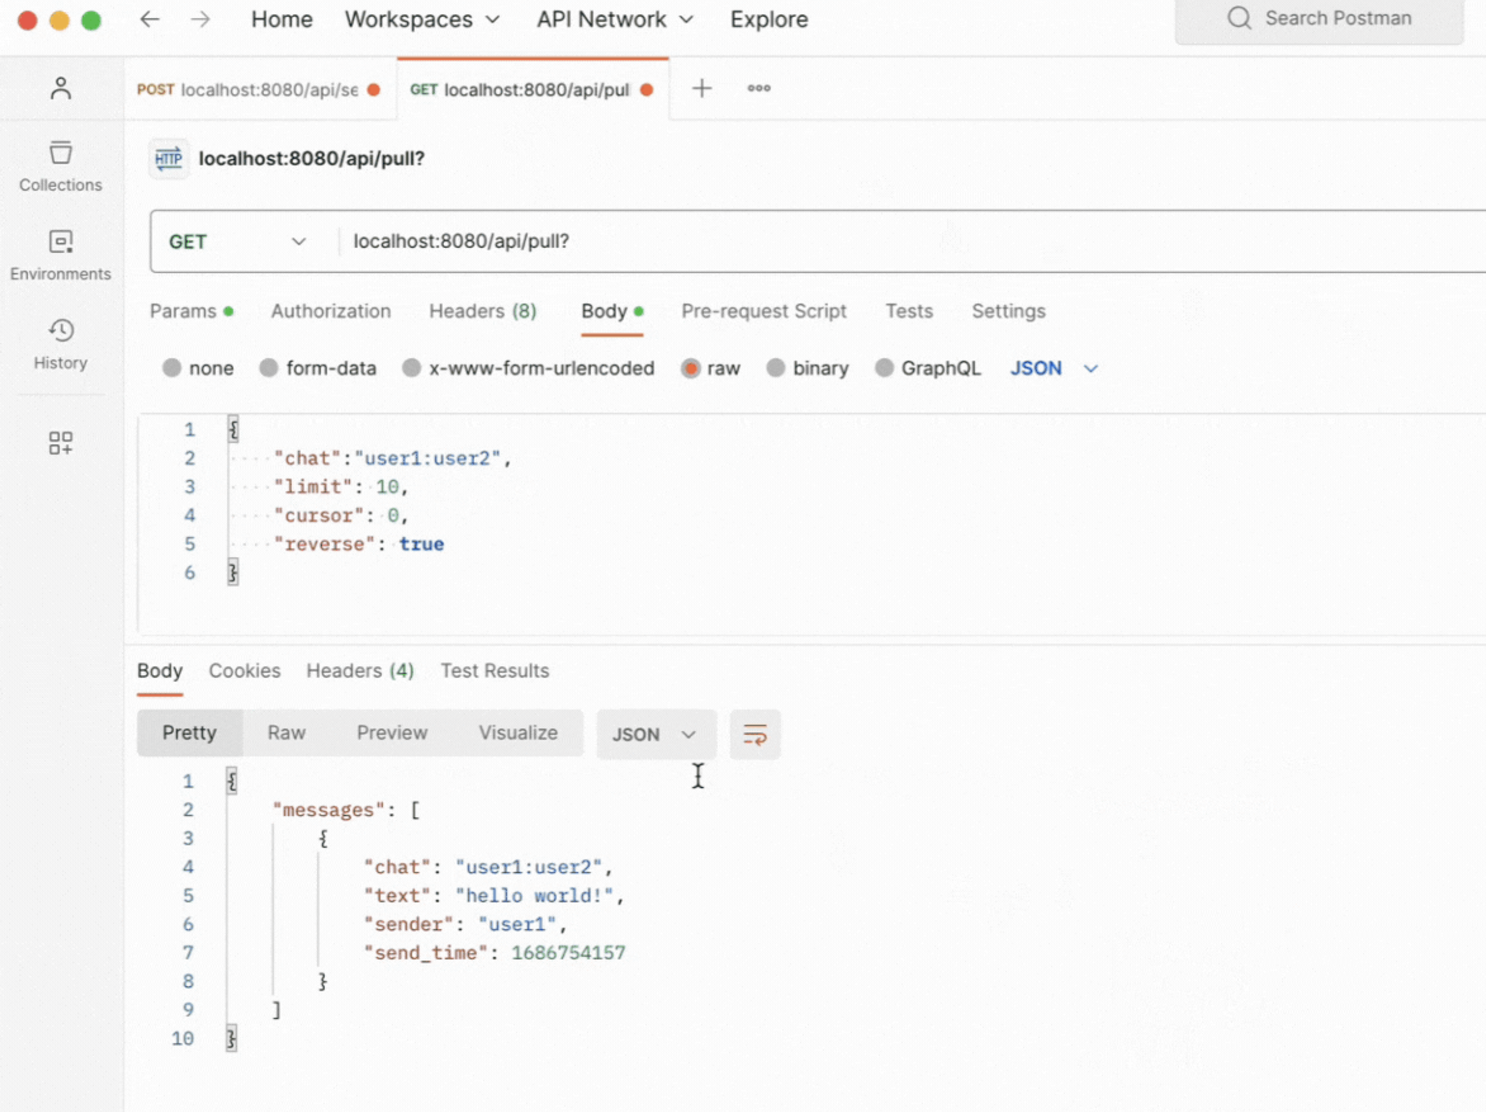 Home Workspaces API Network Explore Search Postman
POST localhost:8080/api/se GET localhost:8080/api/pul
HTTP localhost:8080/api/pull?
Collections
GET localhost:8080/api/pull?
Environments
Params Authorization Headers (8) Body Pre-request Script Tests Settings
History
none form-data x-www-form-urlencoded raw binary GraphQL JSON
1 {
2 "chat":"user1:user2",
3 "limit": 10,
4 "cursor": 0,
5 "reverse": true
6 }
Body Cookies Headers (4) Test Results
Pretty Raw Preview Visualize JSON
1 {
2 "messages": [
3 {
4 "chat": "user1:user2",
5 "text": "hello world!",
6 "sender": "user1",
7 "send_time": 1686754157
8 }
9 ]
10 }